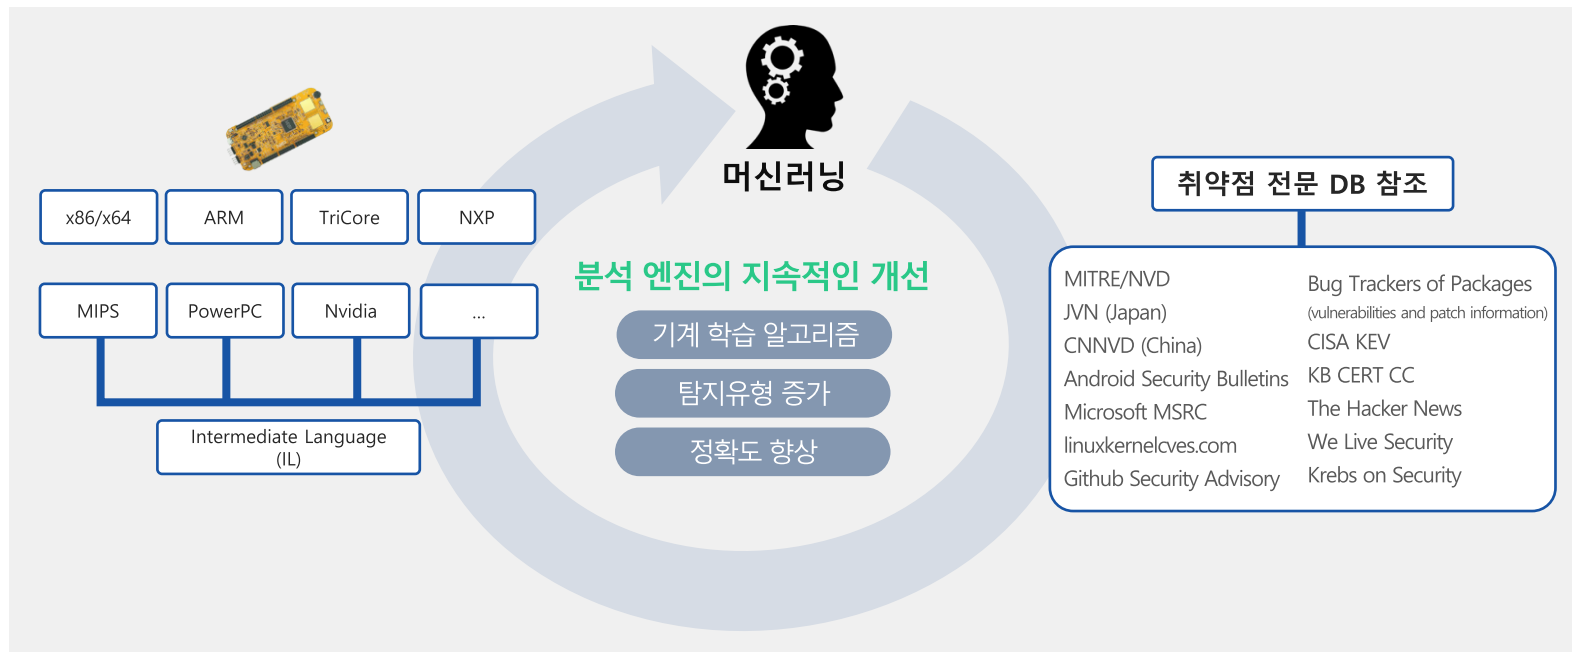 머신러닝
x86/x64
ARM
TriCore
NXP
MIPS
PowerPC
Nvidia
...
Intermediate Language
(IL)
분석 엔진의 지속적인 개선
기계 학습 알고리즘
탐지유형 증가
정확도 향상
취약점 전문 DB 참조
MITRE/NVD
JVN (Japan)
CNNVD (China)
Android Security Bulletins
Microsoft MSRC
linuxkernelcves.com
Github Security Advisory
Bug Trackers of Packages
(vulnerabilities and patch information)
CISA KEV
KB CERT CC
The Hacker News
We Live Security
Krebs on Security